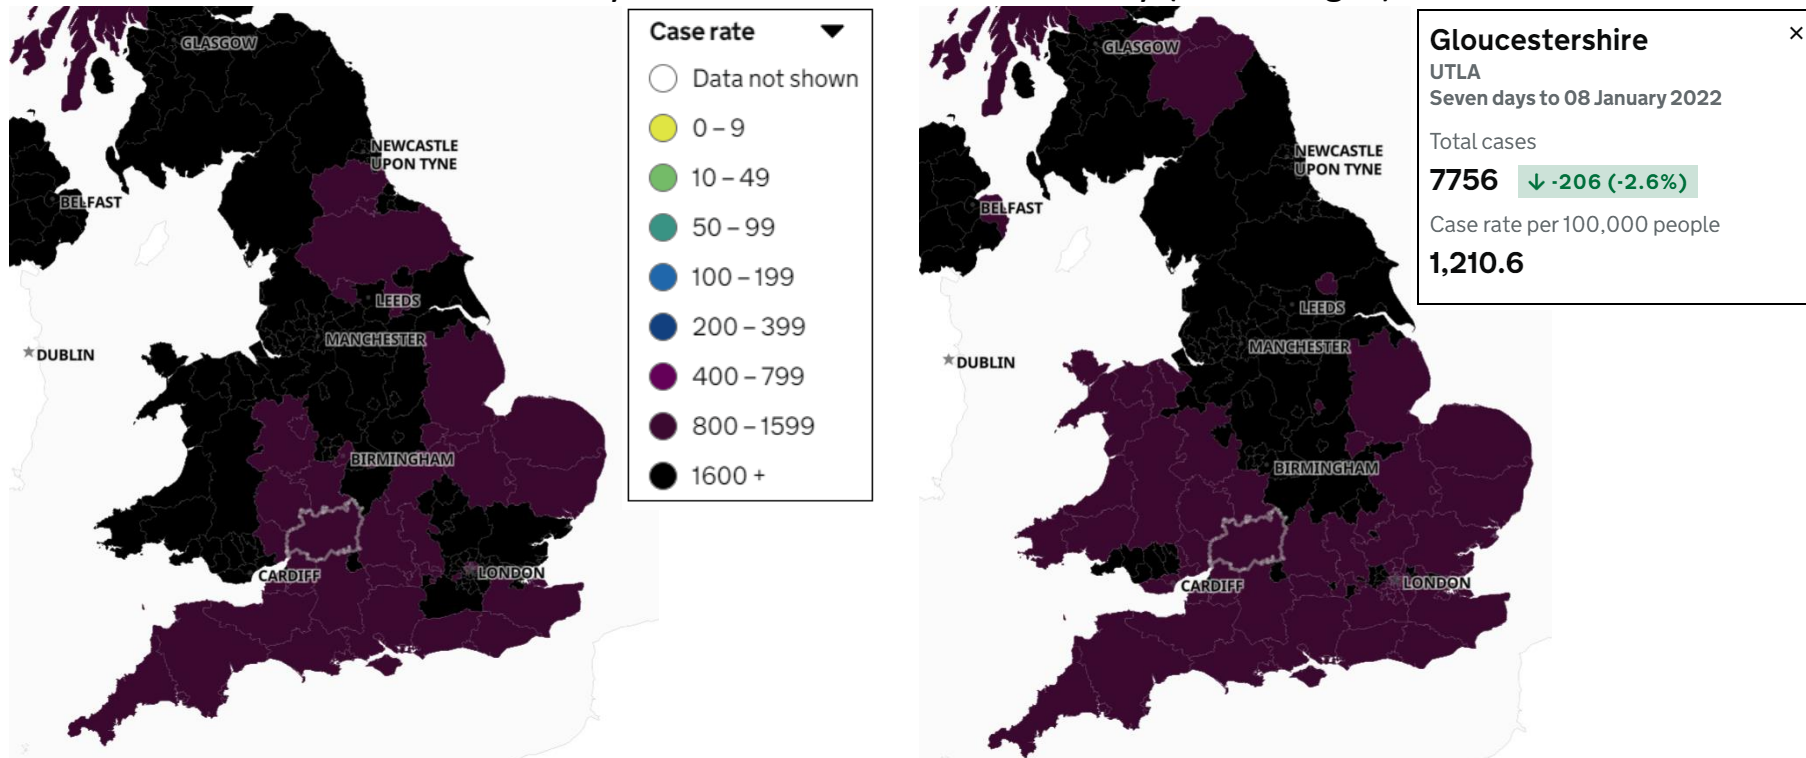 GLASGOW
NEWCASTLE
UPON TYNE
BELFAST
LEEDS
MANCHESTER
★DUBLIN
BIRMINGHAM
CARDIFF
LONDON
Case rate ▼
Data not shown
0 – 9
10 – 49
50 – 99
100 – 199
200 – 399
400 – 799
800 – 1599
1600 +
GLASGOW
NEWCASTLE
UPON TYNE
BELFAST
LEEDS
MANCHESTER
★DUBLIN
BIRMINGHAM
CARDIFF
LONDON
Gloucestershire ×
UTLA
Seven days to 08 January 2022
Total cases
7756 ↓ -206 (-2.6%)
Case rate per 100,000 people
1,210.6